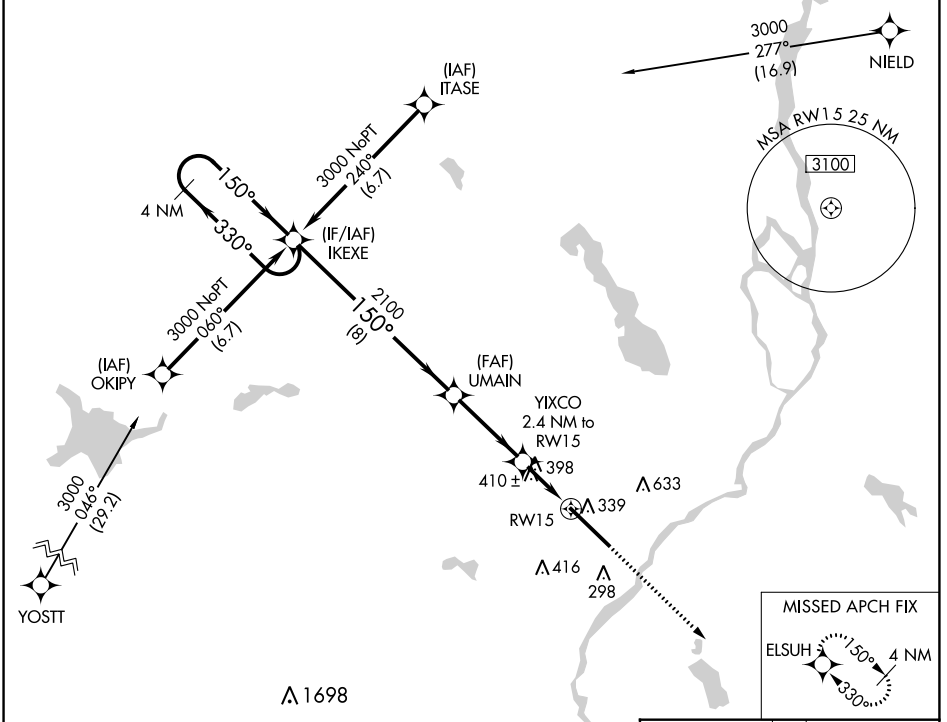 3000
277°
(16.9)
NIELD
(IAF)
ITASE
MSA RW15 25 NM
3100
3000 NoPT
240°
(6.7)
150°
4 NM
330°
(IF/IAF)
IKEXE
3000 NoPT
060°
(6.7)
2100
150°
(8)
(IAF)
OKIPY
(FAF)
UMAIN
YIXCO
2.4 NM to
RW15
398
410 ±
633
339
RW15
3000
046°
(29.2)
416
298
YOSTT
MISSED APCH FIX
ELSUH
150°
4 NM
330°
1698